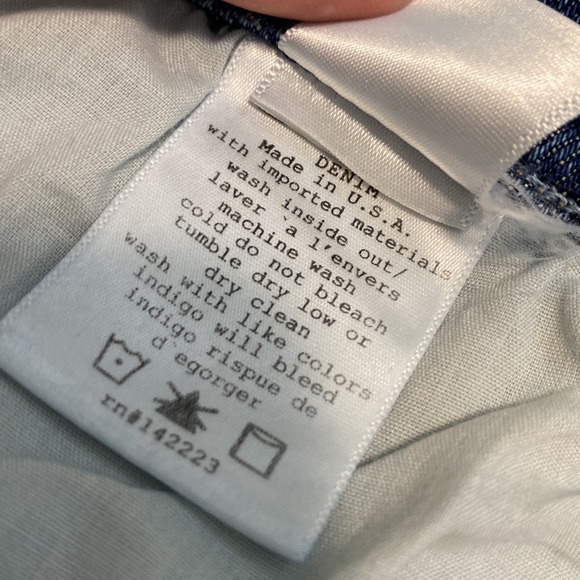 DENIM
Made in U.S.A.
with imported materials
wash inside out/
laver `a l'envers
machine wash
cold do not bleach
tumble dry low or
dry clean
wash with like colors
indigo will bleed
indigo rispue de
d'egorger
rn#142223